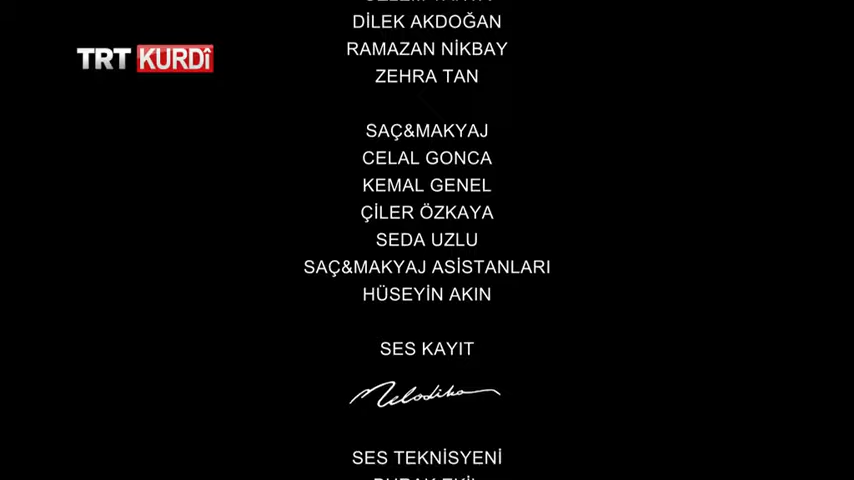 DİLEK AKDOĞAN
RAMAZAN NİKBAY
ZEHRA TAN
TRT KURDî
SAÇ&MAKYAJ
CELAL GONCA
KEMAL GENEL
ÇİLER ÖZKAYA
SEDA UZLU
SAÇ&MAKYAJ ASİSTANLARI
HÜSEYİN AKIN
SES KAYIT
Melodika
SES TEKNİSYENİ